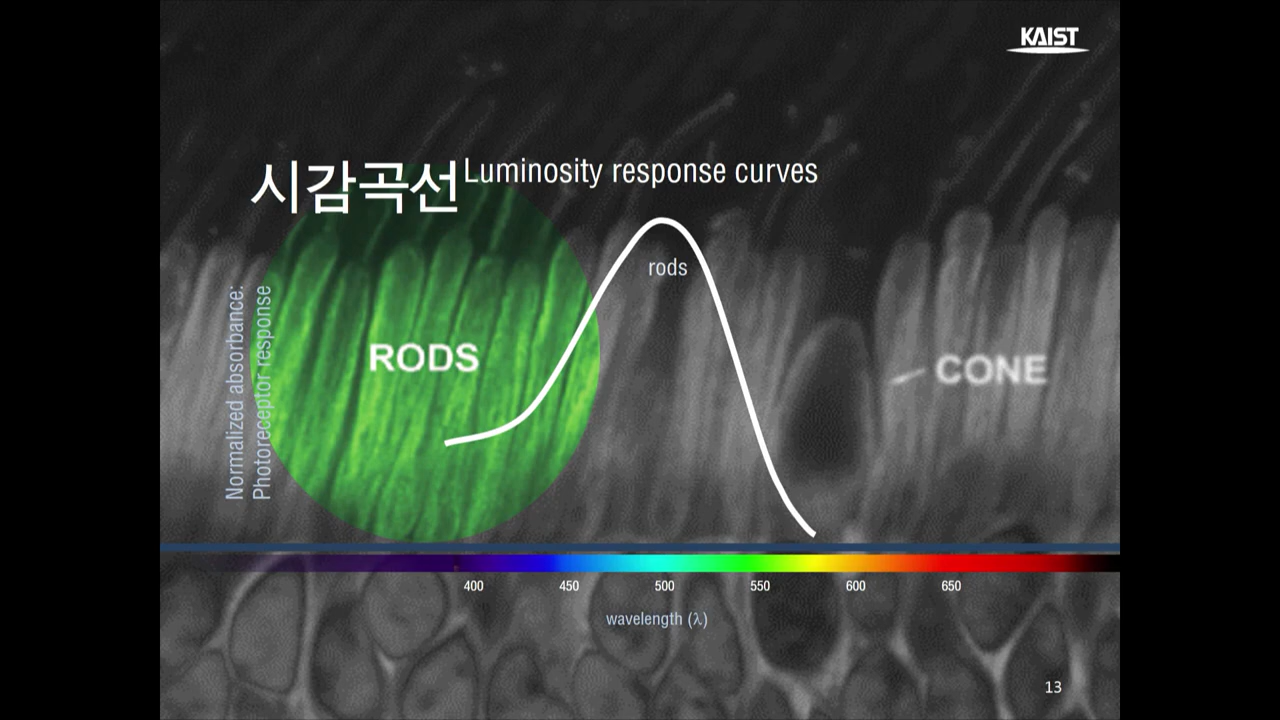 KAIST
시감곡선 Luminosity response curves
rods
Normalized absorbance:
Photoreceptor response
RODS
CONE
400 450 500 550 600 650
wavelength (λ)
13